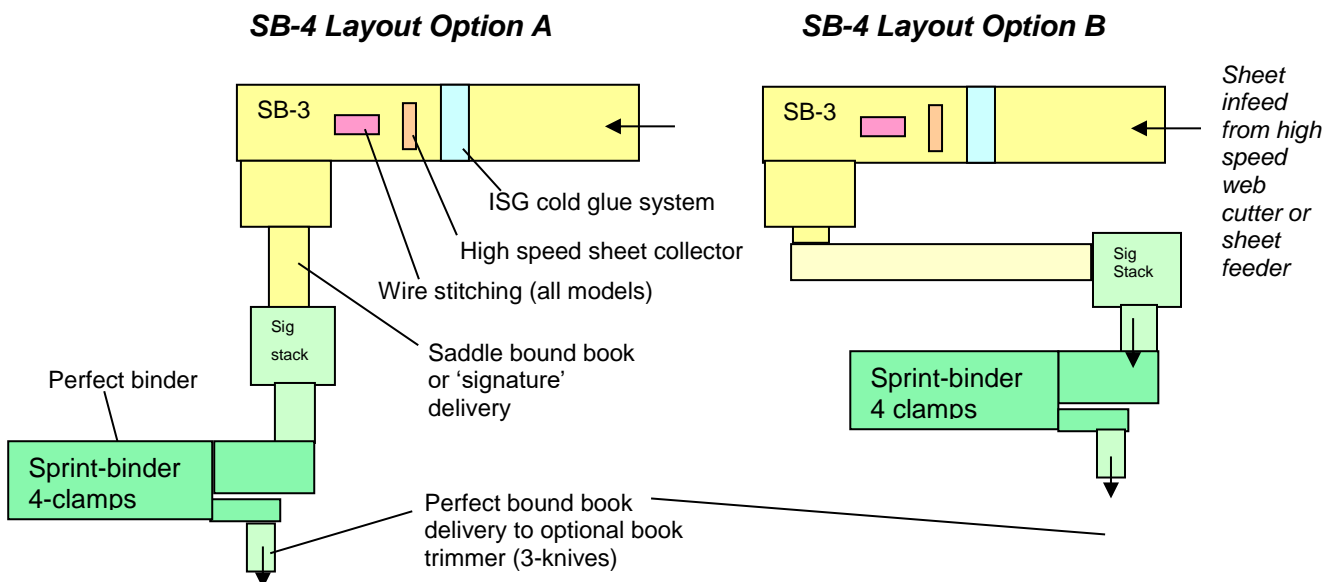 SB-4 Layout Option A
SB-4 Layout Option B
SB-3
SB-3
Sheet
infeed
from high
speed
web
cutter or
sheet
feeder
ISG cold glue system
High speed sheet collector
Wire stitching (all models)
Sig
stack
Sig
Stack
Saddle bound book
or ‘signature’
delivery
Perfect binder
Sprint-binder
4 clamps
Sprint-binder
4-clamps
Perfect bound book
delivery to optional book
trimmer (3-knives)